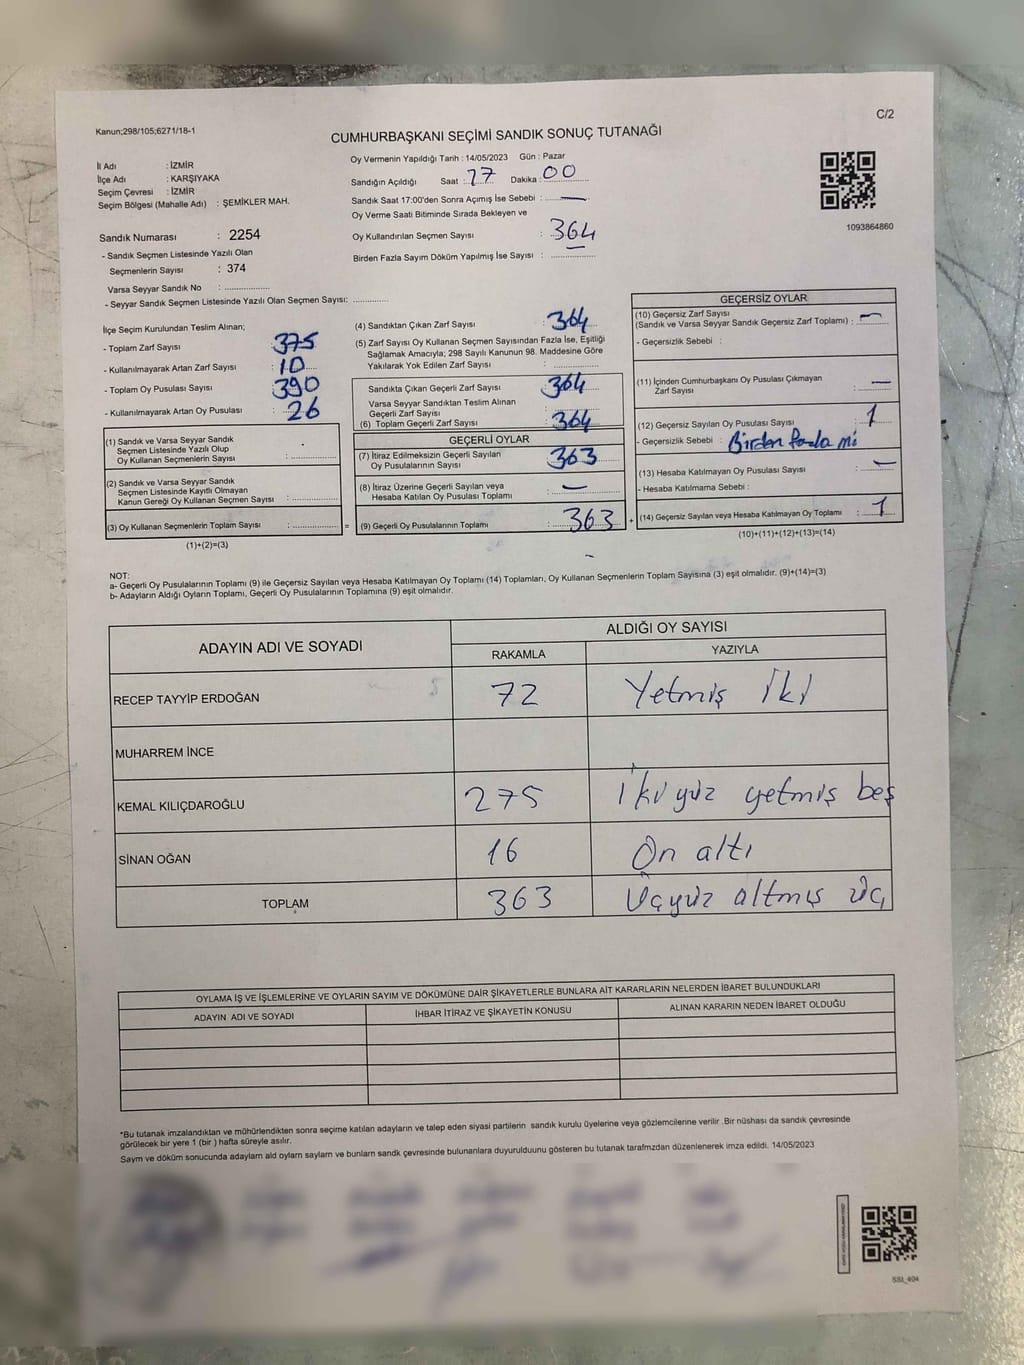 Kanun;298/105;6271/18-1
C/2
CUMHURBAŞKANI SEÇİMİ SANDIK SONUÇ TUTANAĞI
İl Adı : İZMİR
İlçe Adı : KARŞIYAKA
Seçim Çevresi : İZMİR
Seçim Bölgesi (Mahalle Adı) : ŞEMİKLER MAH.
Sandık Numarası : 2254
- Sandık Seçmen Listesinde Yazılı Olan
Seçmenlerin Sayısı : 374
Varsa Seyyar Sandık No :
- Seyyar Sandık Seçmen Listesinde Yazılı Olan Seçmen Sayısı:
Oy Vermenin Yapıldığı Tarih : 14/05/2023 Gün : Pazar
Sandığın Açıldığı Saat : 17 Dakika : 00
Sandık Saat 17:00'den Sonra Açımış İse Sebebi : —
Oy Verme Saati Bitiminde Sırada Bekleyen ve
Oy Kullandırılan Seçmen Sayısı : 364
Birden Fazla Sayım Döküm Yapılmış İse Sayısı : —
1093864860
İlçe Seçim Kurulundan Teslim Alınan;
- Toplam Zarf Sayısı : 375
- Kullanılmayarak Artan Zarf Sayısı : 10
- Toplam Oy Pusulası Sayısı : 390
- Kullanılmayarak Artan Oy Pusulası : 26
(1) Sandık ve Varsa Seyyar Sandık
Seçmen Listesinde Yazılı Olup
Oy Kullanan Seçmenlerin Sayısı :
(2) Sandık ve Varsa Seyyar Sandık
Seçmen Listesinde Kayıtlı Olmayan
Kanun Gereği Oy Kullanan Seçmen Sayısı :
(3) Oy Kullanan Seçmenlerin Toplam Sayısı : =
(1)+(2)=(3)
(4) Sandıktan Çıkan Zarf Sayısı : 364
(5) Zarf Sayısı Oy Kullanan Seçmen Sayısından Fazla İse, Eşitliği
Sağlamak Amacıyla; 298 Sayılı Kanunun 98. Maddesine Göre
Yakılarak Yok Edilen Zarf Sayısı :
Sandıkta Çıkan Geçerli Zarf Sayısı : 364
Varsa Seyyar Sandıktan Teslim Alınan
Geçerli Zarf Sayısı :
(6) Toplam Geçerli Zarf Sayısı : 364
GEÇERLİ OYLAR
(7) İtiraz Edilmeksizin Geçerli Sayılan
Oy Pusulalarının Sayısı : 363
(8) İtiraz Üzerine Geçerli Sayılan veya
Hesaba Katılan Oy Pusulası Toplamı : —
(9) Geçerli Oy Pusulalarının Toplamı : 363 +
GEÇERSİZ OYLAR
(10) Geçersiz Zarf Sayısı
(Sandık ve Varsa Seyyar Sandık Geçersiz Zarf Toplamı) : —
- Geçersizlik Sebebi :
(11) İçinden Cumhurbaşkanı Oy Pusulası Çıkmayan
Zarf Sayısı : —
(12) Geçersiz Sayılan Oy Pusulası Sayısı : 1
- Geçersizlik Sebebi : Birden fazla mi
(13) Hesaba Katılmayan Oy Pusulası Sayısı : —
- Hesaba Katılmama Sebebi :
(14) Geçersiz Sayılan veya Hesaba Katılmayan Oy Toplamı : 1
(10)+(11)+(12)+(13)=(14)
NOT:
a- Geçerli Oy Pusulalarının Toplamı (9) ile Geçersiz Sayılan veya Hesaba Katılmayan Oy Toplamı (14) Toplamları, Oy Kullanan Seçmenlerin Toplam Sayısına (3) eşit olmalıdır. (9)+(14)=(3)
b- Adayların Aldığı Oyların Toplamı, Geçerli Oy Pusulalarının Toplamına (9) eşit olmalıdır.
ADAYIN ADI VE SOYADI ALDIĞI OY SAYISI
RAKAMLA YAZIYLA
RECEP TAYYİP ERDOĞAN 72 Yetmiş İki
MUHARREM İNCE
KEMAL KILIÇDAROĞLU 275 İki yüz yetmiş beş
SİNAN OĞAN 16 On altı
TOPLAM 363 Üçyüz altmış üç
OYLAMA İŞ VE İŞLEMLERİNE VE OYLARIN SAYIM VE DÖKÜMÜNE DAİR ŞİKAYETLERLE BUNLARA AİT KARARLARIN NELERDEN İBARET BULUNDUKLARI
ADAYIN ADI VE SOYADI İHBAR İTİRAZ VE ŞİKAYETİN KONUSU ALINAN KARARIN NEDEN İBARET OLDUĞU
*Bu tutanak imzalandıktan ve mühürlendikten sonra seçime katılan adayların ve talep eden siyasi partilerin sandık kurulu üyelerine veya gözlemcilerine verilir .Bir nüshası da sandık çevresinde
görülecek bir yere 1 (bir ) hafta süreyle asılır.
Saym ve döküm sonucunda adaylam ald oylam saylam ve bunlam sandk çevresinde bulunanlara duyurulduunu gösteren bu tutanak tarafmzdan düzenlenerek imza edildi. 14/05/2023
SSI_404